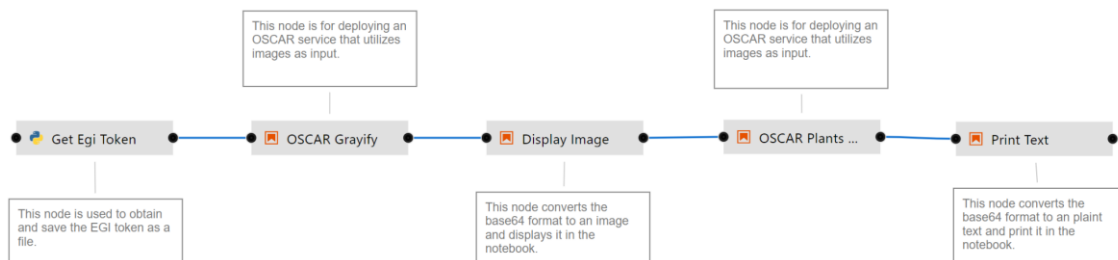 This node is for deploying an
OSCAR service that utilizes
images as input.
This node is for deploying an
OSCAR service that utilizes
images as input.
Get Egi Token
OSCAR Grayify
Display Image
OSCAR Plants ...
Print Text
This node is used to obtain
and save the EGI token as a
file.
This node converts the
base64 format to an image
and displays it in the
notebook.
This node converts the
base64 format to an plaint
text and print it in the
notebook.